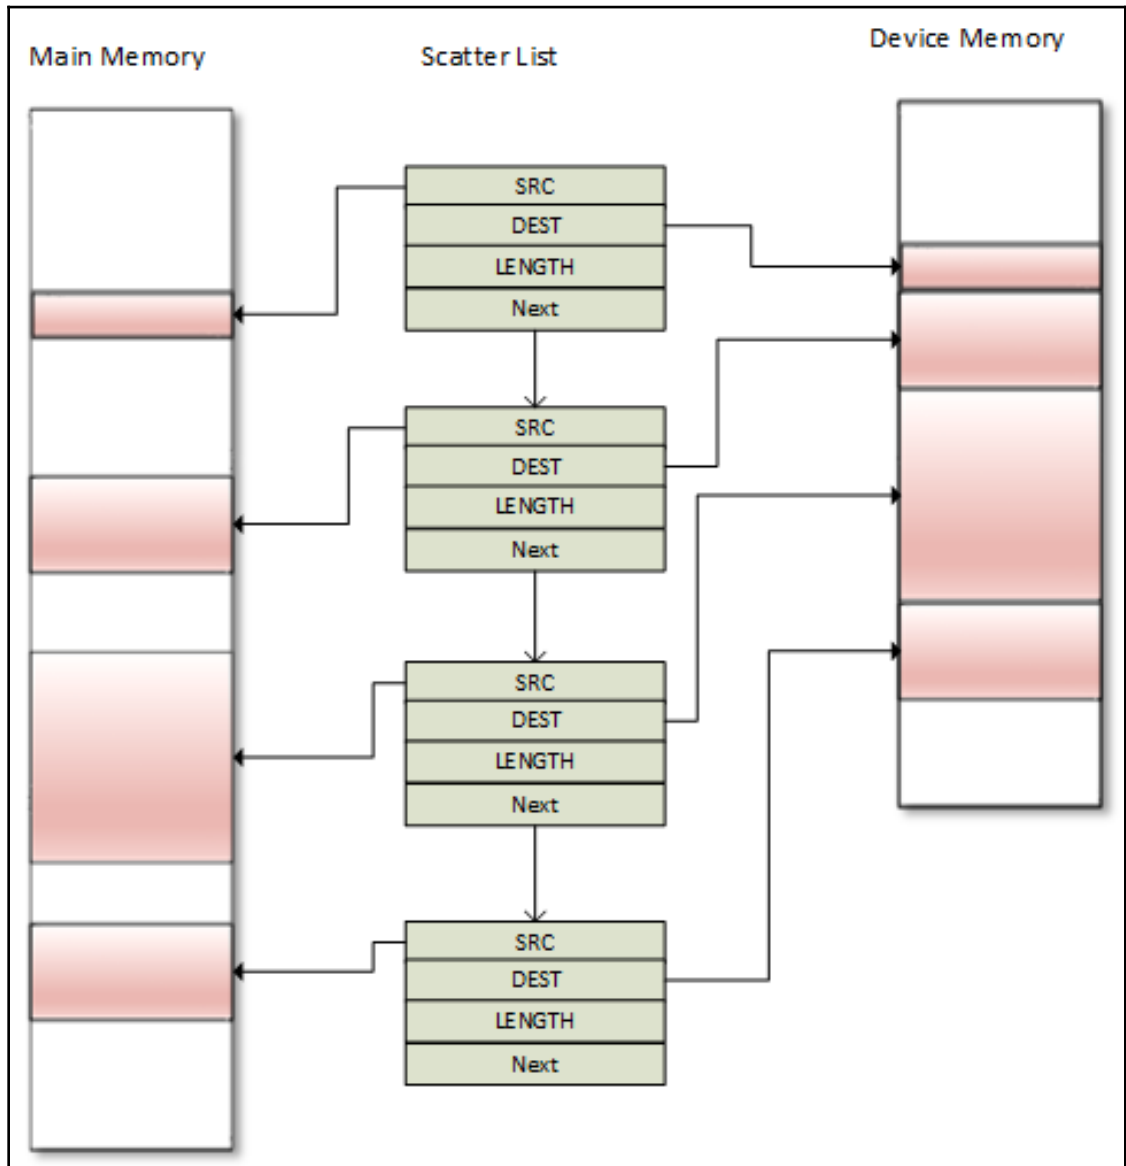 Main Memory
Scatter List
Device Memory
SRC
DEST
LENGTH
Next
SRC
DEST
LENGTH
Next
SRC
DEST
LENGTH
Next
SRC
DEST
LENGTH
Next